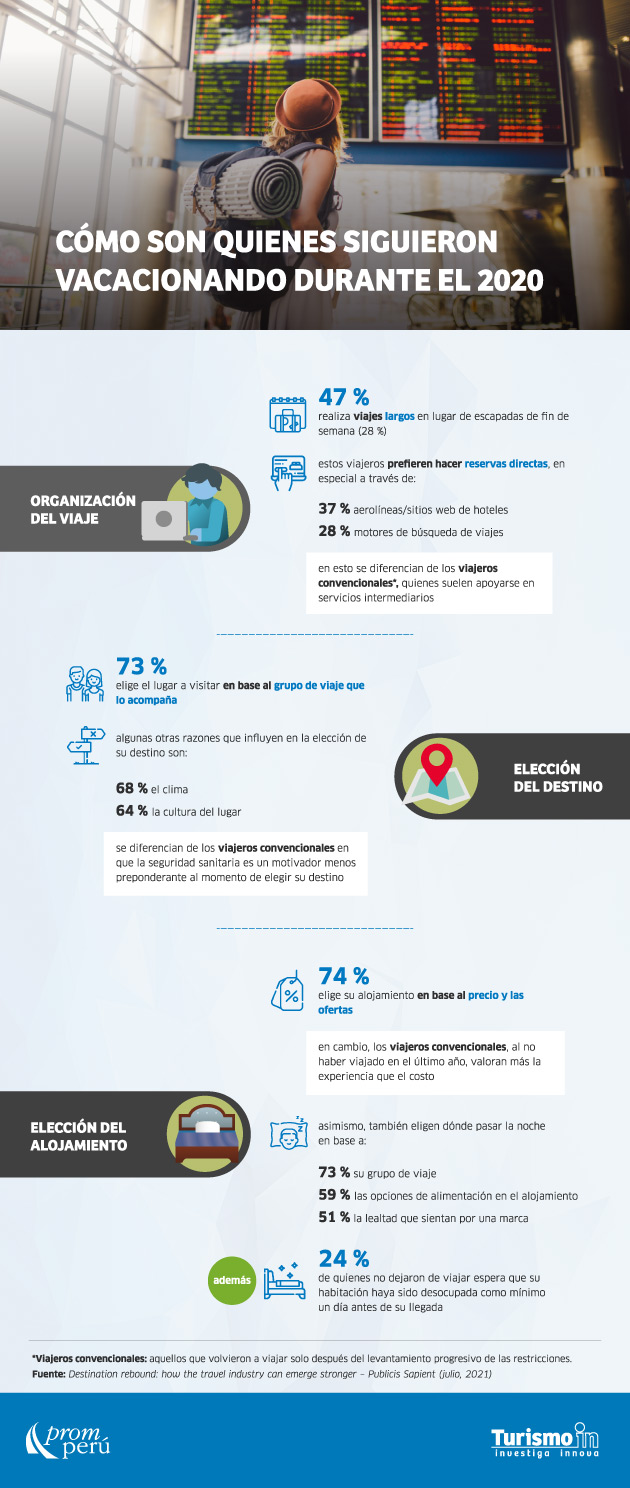 CÓMO SON QUIENES SIGUIERON
VACACIONANDO DURANTE EL 2020
ORGANIZACIÓN
DEL VIAJE
47 %
realiza viajes largos en lugar de escapadas de fin de
semana (28 %)
estos viajeros prefieren hacer reservas directas, en
especial a través de:
37 % aerolíneas/sitios web de hoteles
28 % motores de búsqueda de viajes
en esto se diferencian de los viajeros
convencionales*, quienes suelen apoyarse en
servicios intermediarios
73 %
elige el lugar a visitar en base al grupo de viaje que
lo acompaña
algunas otras razones que influyen en la elección de
su destino son:
68 % el clima
64 % la cultura del lugar
se diferencian de los viajeros convencionales en
que la seguridad sanitaria es un motivador menos
preponderante al momento de elegir su destino
ELECCIÓN
DEL DESTINO
74 %
elige su alojamiento en base al precio y las
ofertas
en cambio, los viajeros convencionales, al no
haber viajado en el último año, valoran más la
experiencia que el costo
ELECCIÓN DEL
ALOJAMIENTO
asimismo, también eligen dónde pasar la noche
en base a:
73 % su grupo de viaje
59 % las opciones de alimentación en el alojamiento
51 % la lealtad que sientan por una marca
además
24 %
de quienes no dejaron de viajar espera que su
habitación haya sido desocupada como mínimo
un día antes de su llegada
*Viajeros convencionales: aquellos que volvieron a viajar solo después del levantamiento progresivo de las restricciones.
Fuente: Destination rebound: how the travel industry can emerge stronger – Publicis Sapient (julio, 2021)
prom
perú
Turismo in
investiga innova